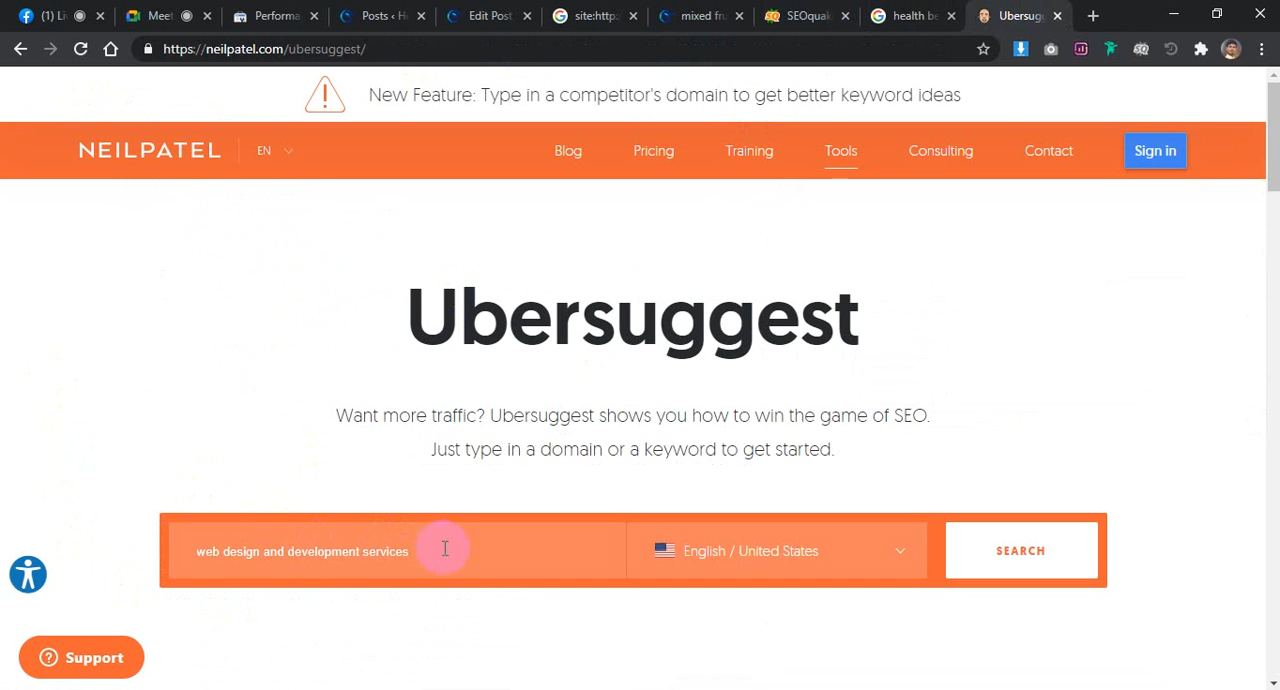 (1) Li
Meet
Performa
Posts ‹ H
Edit Post
site:http:
mixed fru
SEOquak
health be
Ubersugg
https://neilpatel.com/ubersuggest/
New Feature: Type in a competitor's domain to get better keyword ideas
NEILPATEL
EN
Blog
Pricing
Training
Tools
Consulting
Contact
Sign in
Ubersuggest
Want more traffic? Ubersuggest shows you how to win the game of SEO.
Just type in a domain or a keyword to get started.
web design and development services
English / United States
SEARCH
Support